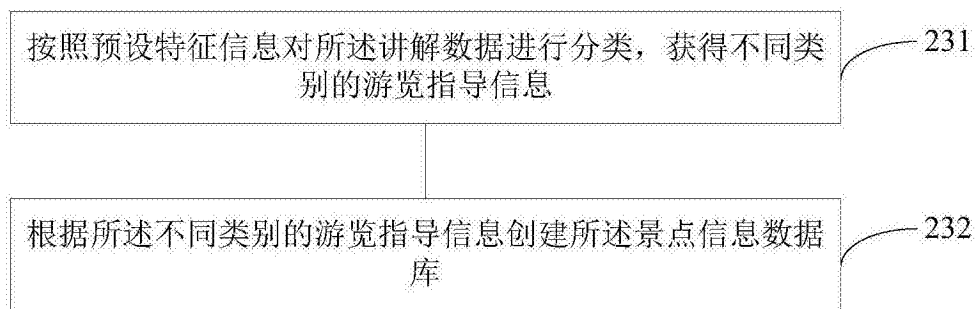 按照预设特征信息对所述讲解数据进行分类，获得不同类
别的游览指导信息
231
根据所述不同类别的游览指导信息创建所述景点信息数据
库
232